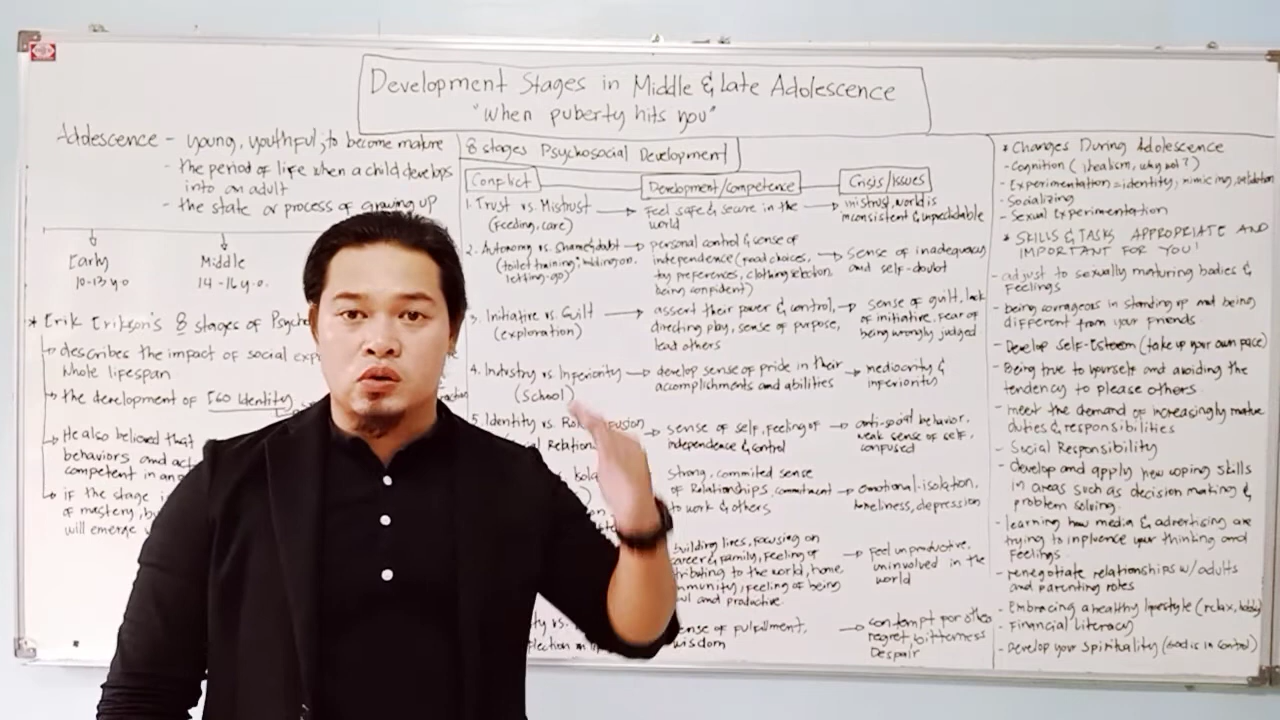 Development Stages in Middle & Late Adolescence
"when puberty hits you"
Adolescence - young, youthful, to become mature
- the period of life when a child develops
into an adult
- the state or process of growing up
Early
10-13 y.o
Middle
14-16 y.o.
* Erik Erikson's 8 stages of
describes the impact of social
whole lifespan
the development of EGO Identity
He also believed that
behaviors and
competent in an
if the stage
of mastery,
will emerge
8 stages Psychosocial Development
Conflict
Development/competence
Crisis/Issues
1. Trust vs. Mistrust
(feeding, care)
Feel safe & secure in the
world
mistrust, world is
inconsistent & unpredictable
2. Autonomy vs. Shame & doubt
(toilet training, holding on,
letting-go)
personal control & sense of
independence (food choices,
toy preferences, clothing selection,
being confident)
Sense of inadequacy
and self-doubt
3. Initiative vs. Guilt
(exploration)
assert their power & control,
directing play, sense of purpose,
lead others
sense of guilt, lack
of initiative, fear of
being wrongly judged
4. Industry vs. Inferiority
(School)
develop sense of pride in their
accomplishments and abilities
mediocrity &
inferiority
5. Identity vs.
sense of self, feeling of
independence & control
anti-social behavior,
weak sense of self,
confused
strong, commited sense
of Relationships, commitment
to work & others
emotional-isolation,
loneliness, depression
building lives, focusing on
career & family, feeling of
to the world, home,
feeling of being
and productive
feel unproductive,
uninvolved in the
world
vs.
sense of fulfillment,
wisdom
contempt for other
regret, bitterness
Despair
* Changes During Adolescence
- Cognition (idealism, why not?)
- Experimentation = identity, mimicing, validation
- Socializing
- Sexual Experimentation
* SKILLS & TASKS APPROPRIATE AND
IMPORTANT FOR YOU!
- adjust to sexually maturing bodies &
feelings
- being courageous in standing up and being
different from your friends
- Develop Self-Esteem (take up your own pace)
- Being true to yourself and avoiding the
tendency to please others
- meet the demand of increasingly mature
duties & responsibilities
- Social Responsibility
- develop and apply new coping skills
in areas such as decision making &
problem solving
- learning how media & advertising are
trying to influence your thinking and
feelings
- renegotiate relationships w/ adults
and parenting roles
- Embracing a healthy lifestyle (relax, hobby)
- Financial Literacy
- Develop your Spirituality (God is in Control)